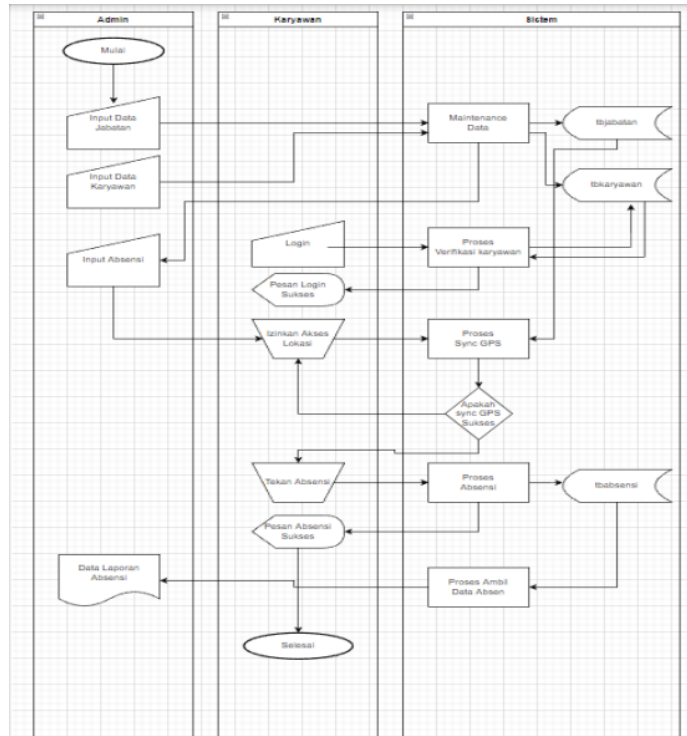 Admin
Karyawan
Sistem
Mulai
Input Data
Jabatan
Maintenance
Data
tbjabatan
Input Data
Karyawan
tbkaryawan
Input Absensi
Login
Proses
Verifikasi karyawan
Pesan Login
Sukses
Izinkan Akses
Lokasi
Proses
Sync GPS
Apakah
sync GPS
Sukses
Tekan Absensi
Proses
Absensi
tbabsensi
Pesan Absensi
Sukses
Data Laporan
Absensi
Proses Ambil
Data Absen
Selesai